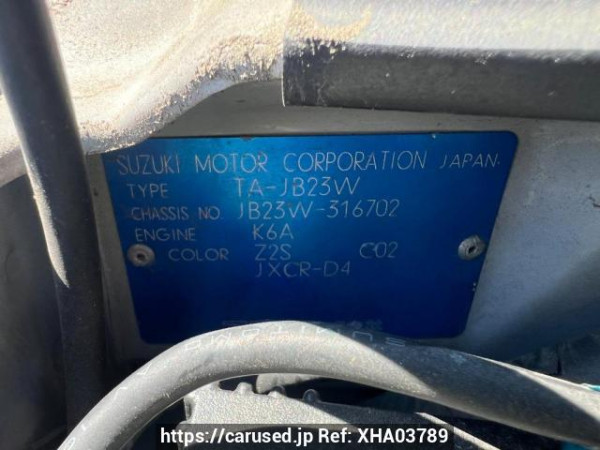 SUZUKI MOTOR CORPORATION JAPAN.
TYPE TA-JB23W
CHASSIS NO. JB23W-316702
ENGINE K6A
COLOR Z2S C02
JXCR-D4
https://carused.jp Ref: XHA03789